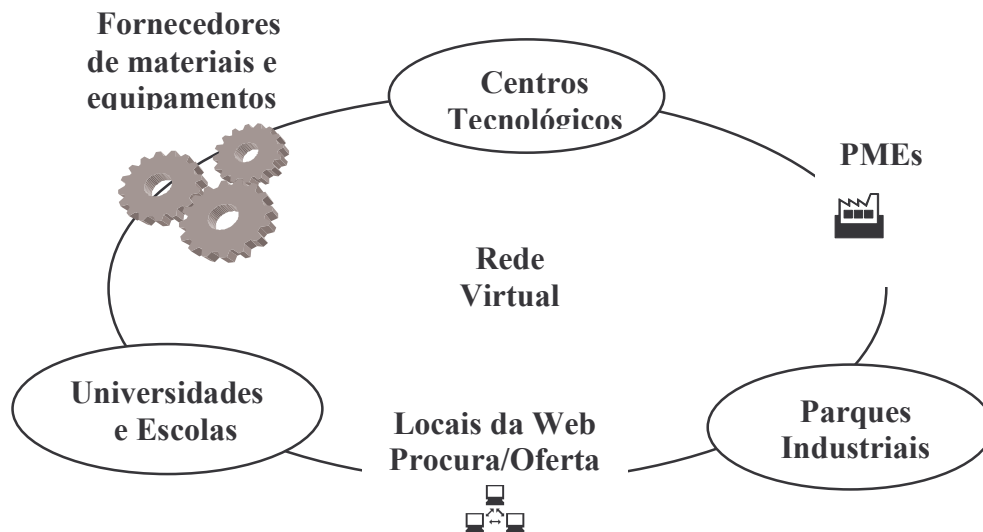 Fornecedores
de materiais e
equipamentos
Centros
Tecnológicos
PMEs
Rede
Virtual
Universidades
e Escolas
Locais da Web
Procura/Oferta
Parques
Industriais